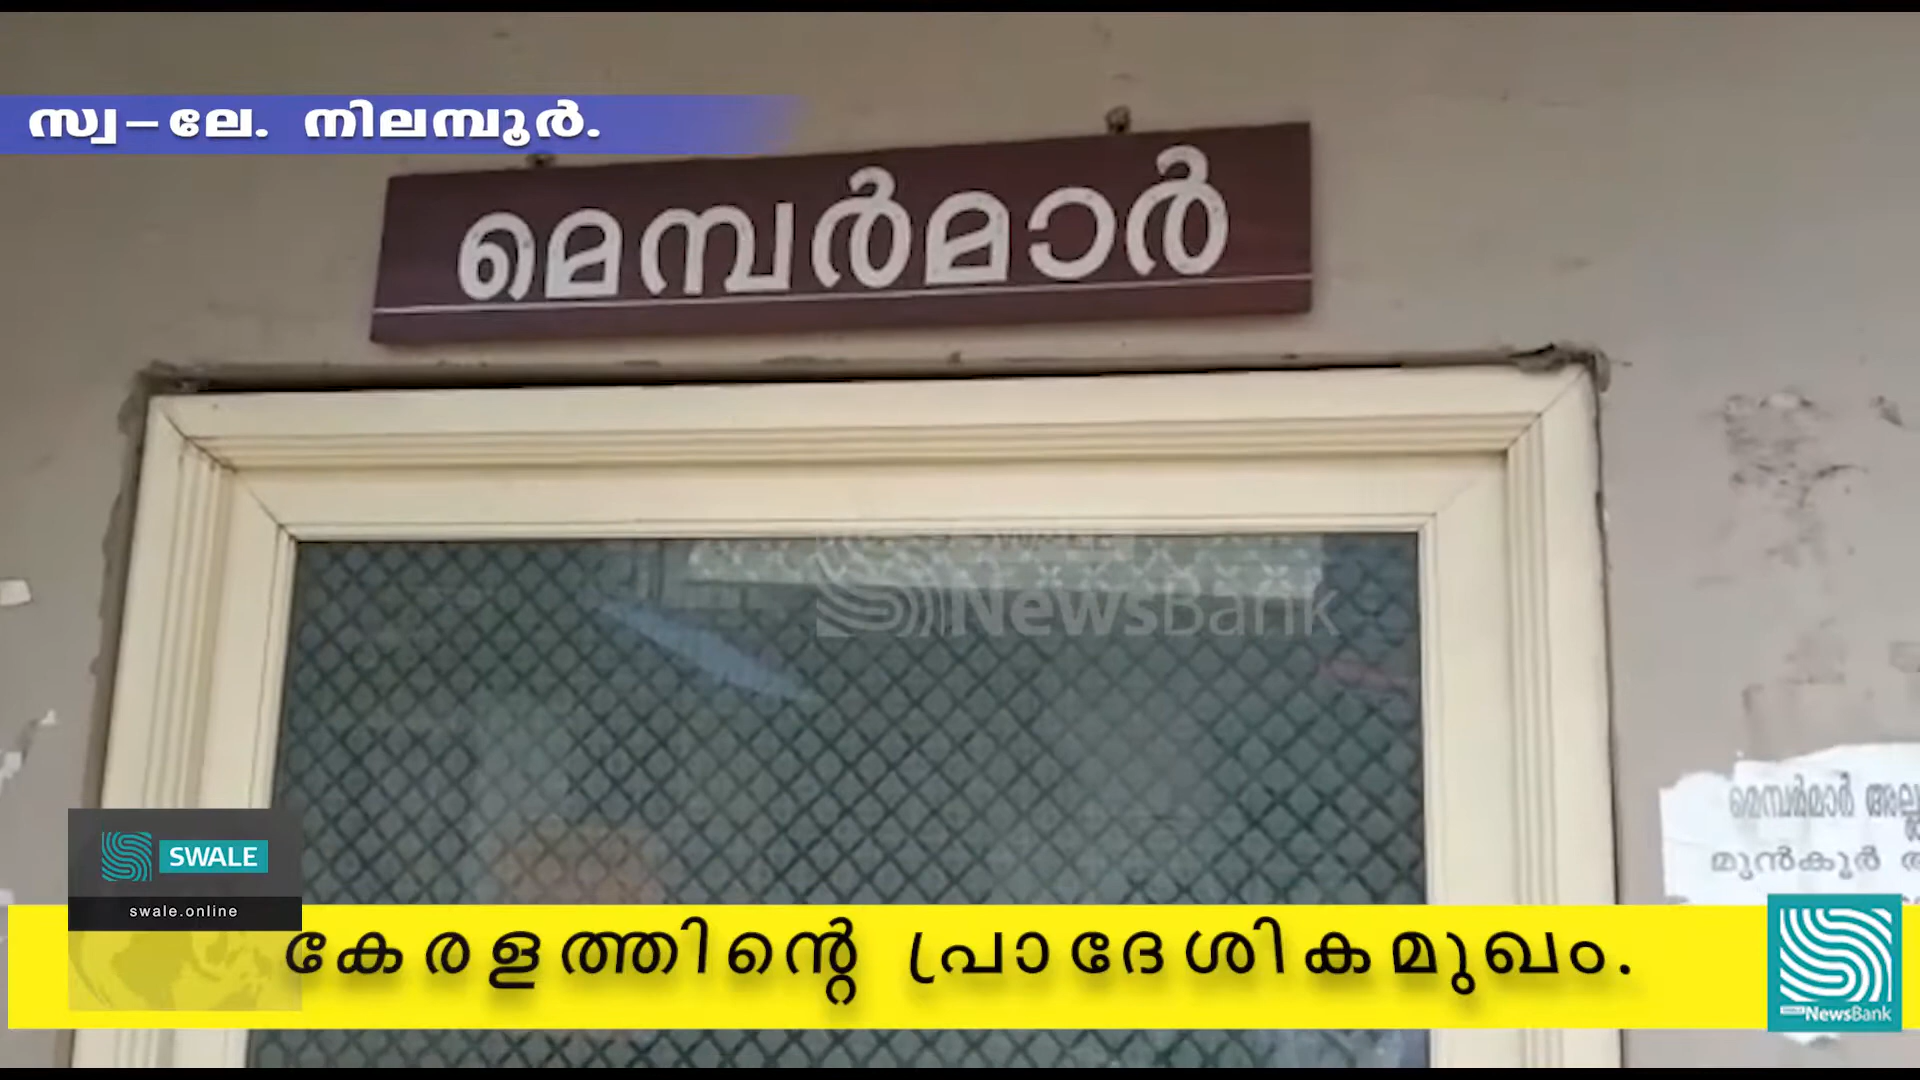 സ്വ-ലേ. നിലമ്പൂർ.
മെമ്പർമാർ
NewsBank
മെമ്പർമാർ
മുൻകൂർ
SWALE
swale.online
കേരളത്തിന്റെ പ്രാദേശികമുഖം.
NewsBank